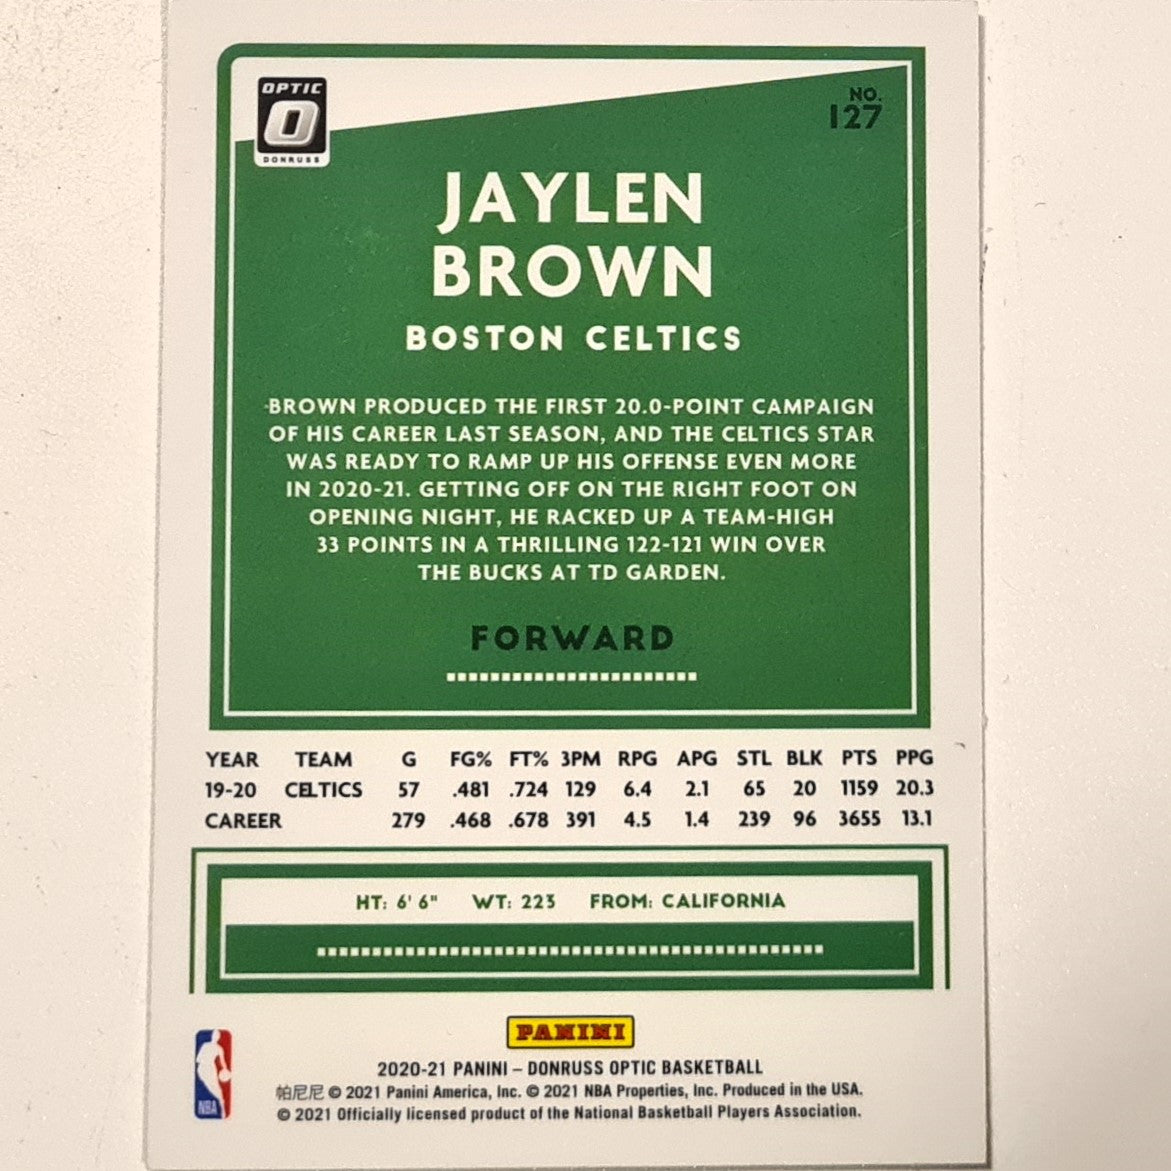 OPTIC
O
DONRUSS
NO.
127
JAYLEN
BROWN
BOSTON CELTICS
BROWN PRODUCED THE FIRST 20.0-POINT CAMPAIGN
OF HIS CAREER LAST SEASON, AND THE CELTICS STAR
WAS READY TO RAMP UP HIS OFFENSE EVEN MORE
IN 2020-21. GETTING OFF ON THE RIGHT FOOT ON
OPENING NIGHT, HE RACKED UP A TEAM-HIGH
33 POINTS IN A THRILLING 122-121 WIN OVER
THE BUCKS AT TD GARDEN.
FORWARD
YEAR TEAM G FG% FT% 3PM RPG APG STL BLK PTS PPG
19-20 CELTICS 57 .481 .724 129 6.4 2.1 65 20 1159 20.3
CAREER 279 .468 .678 391 4.5 1.4 239 96 3655 13.1
HT: 6' 6" WT: 223 FROM: CALIFORNIA
PANINI
NBA
2020-21 PANINI – DONRUSS OPTIC BASKETBALL
帕尼尼 © 2021 Panini America, Inc. © 2021 NBA Properties, Inc. Produced in the USA.
© 2021 Officially licensed product of the National Basketball Players Association.